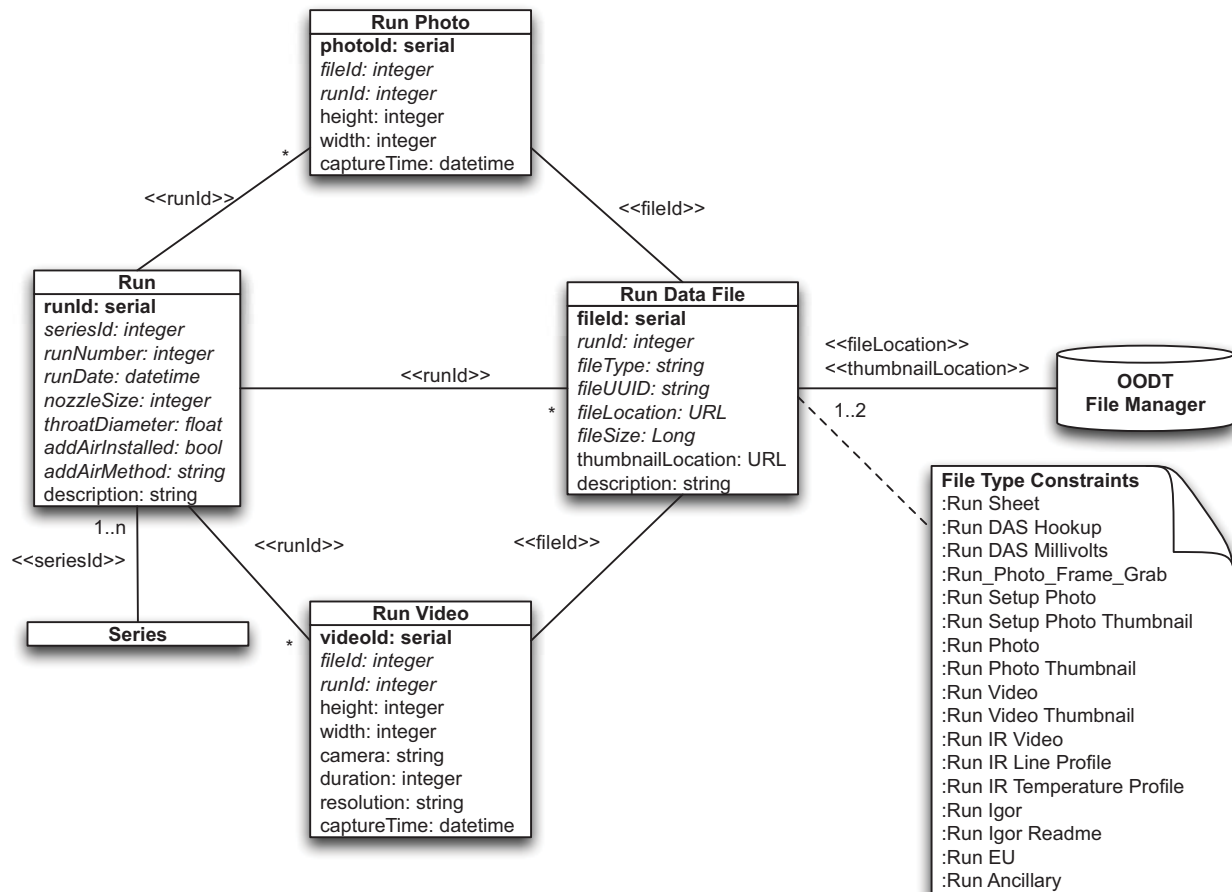 Run Photo
photoId: serial
fileId: integer
runId: integer
height: integer
width: integer
captureTime: datetime
*
<<runId>>
<<fileId>>
Run
runId: serial
seriesId: integer
runNumber: integer
runDate: datetime
nozzleSize: integer
throatDiameter: float
addAirInstalled: bool
addAirMethod: string
description: string
<<runId>>
*
Run Data File
fileId: serial
runId: integer
fileType: string
fileUUID: string
fileLocation: URL
fileSize: Long
thumbnailLocation: URL
description: string
<<fileLocation>>
<<thumbnailLocation>>
1..2
OODT
File Manager
1..n
<<seriesId>>
Series
<<runId>>
*
<<fileId>>
Run Video
videoId: serial
fileId: integer
runId: integer
height: integer
width: integer
camera: string
duration: integer
resolution: string
captureTime: datetime
File Type Constraints
:Run Sheet
:Run DAS Hookup
:Run DAS Millivolts
:Run_Photo_Frame_Grab
:Run Setup Photo
:Run Setup Photo Thumbnail
:Run Photo
:Run Photo Thumbnail
:Run Video
:Run Video Thumbnail
:Run IR Video
:Run IR Line Profile
:Run IR Temperature Profile
:Run Igor
:Run Igor Readme
:Run EU
:Run Ancillary